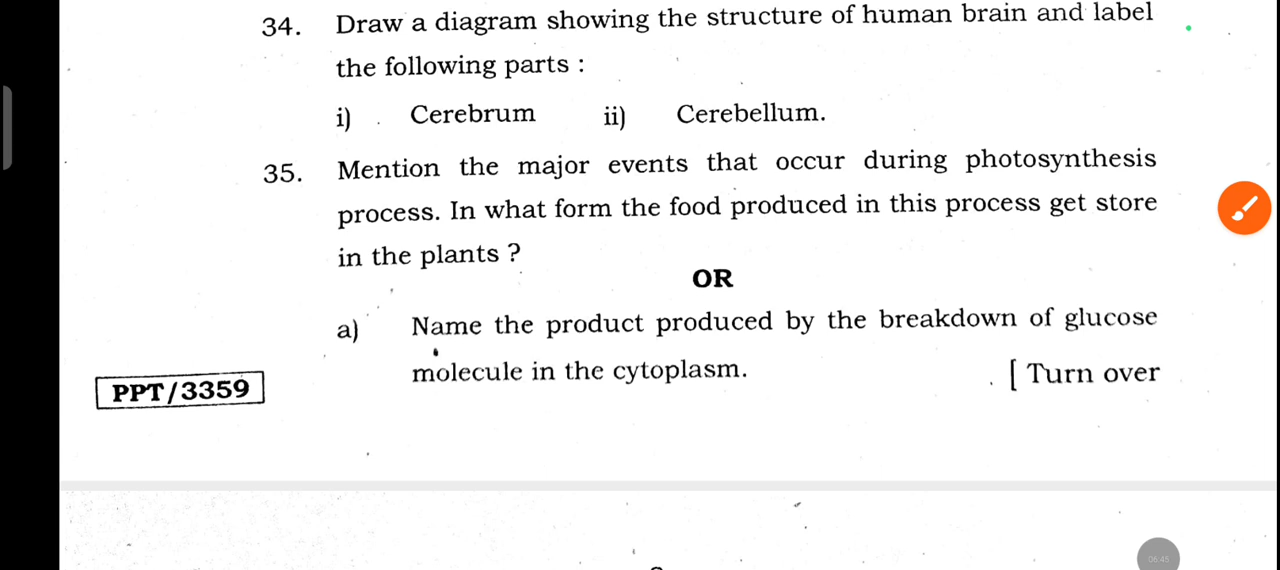 34. Draw a diagram showing the structure of human brain and label
the following parts :
i) Cerebrum ii) Cerebellum.
35. Mention the major events that occur during photosynthesis
process. In what form the food produced in this process get store
in the plants ?
OR
a) Name the product produced by the breakdown of glucose
molecule in the cytoplasm.
PPT/3359 [ Turn over
06:45